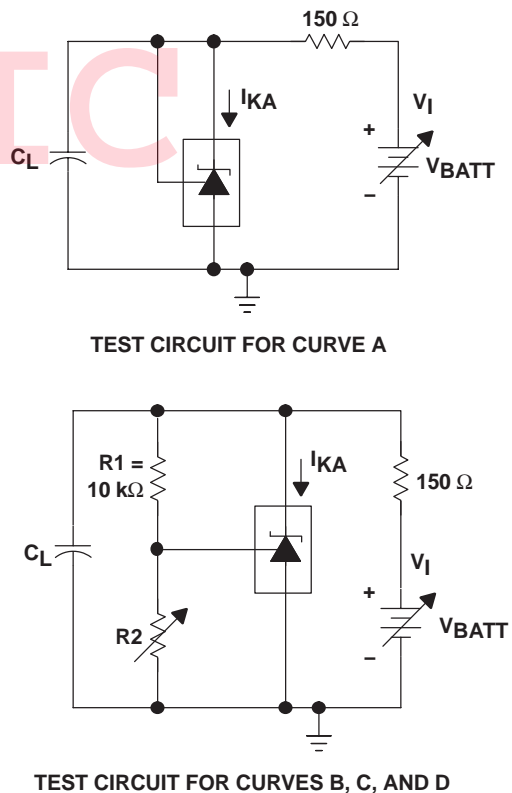 150 Ω
IKA
VI
+
CL
VBATT
–
TEST CIRCUIT FOR CURVE A
R1 =
10 kΩ
IKA
150 Ω
CL
VI
+
R2
VBATT
–
TEST CIRCUIT FOR CURVES B, C, AND D